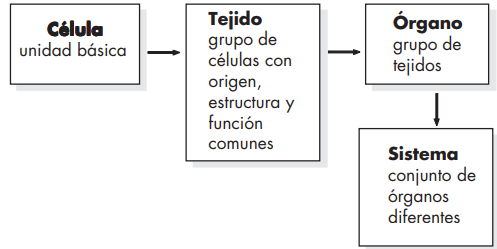 Célula
unidad básica
Tejido
grupo de
células con
origen,
estructura y
función
comunes
Órgano
grupo de
tejidos
Sistema
conjunto de
órganos
diferentes